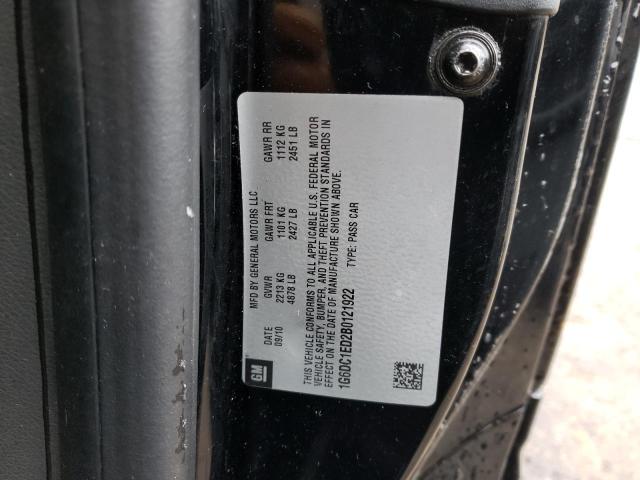 MFD BY GENERAL MOTORS LLC
DATE GVWR GAWR FRT GAWR RR
09/10 2213 KG 1101 KG 1112 KG
4878 LB 2427 LB 2451 LB
THIS VEHICLE CONFORMS TO ALL APPLICABLE U.S. FEDERAL MOTOR
VEHICLE SAFETY, BUMPER, AND THEFT PREVENTION STANDARDS IN
EFFECT ON THE DATE OF MANUFACTURE SHOWN ABOVE.
1G6DC1ED2B0121922 TYPE: PASS CAR
GM